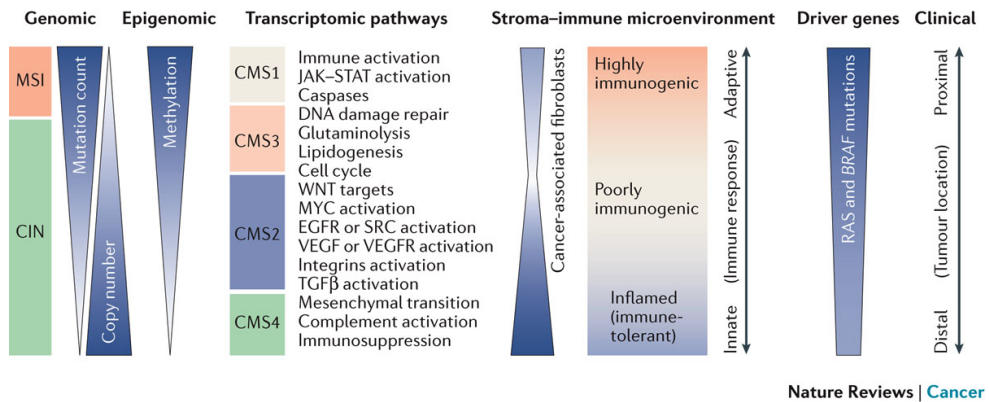 Genomic
Epigenomic
Transcriptomic pathways
Stroma–immune microenvironment
Driver genes
Clinical
MSI
CIN
Mutation count
Copy number
Methylation
CMS1
CMS3
CMS2
CMS4
Immune activation
JAK–STAT activation
Caspases
DNA damage repair
Glutaminolysis
Lipidogenesis
Cell cycle
WNT targets
MYC activation
EGFR or SRC activation
VEGF or VEGFR activation
Integrins activation
TGFβ activation
Mesenchymal transition
Complement activation
Immunosuppression
Cancer-associated fibroblasts
Highly
immunogenic
Poorly
immunogenic
Inflamed
(immune-
tolerant)
Adaptive
(Immune response)
Innate
RAS and BRAF mutations
Proximal
(Tumour location)
Distal
Nature Reviews | Cancer